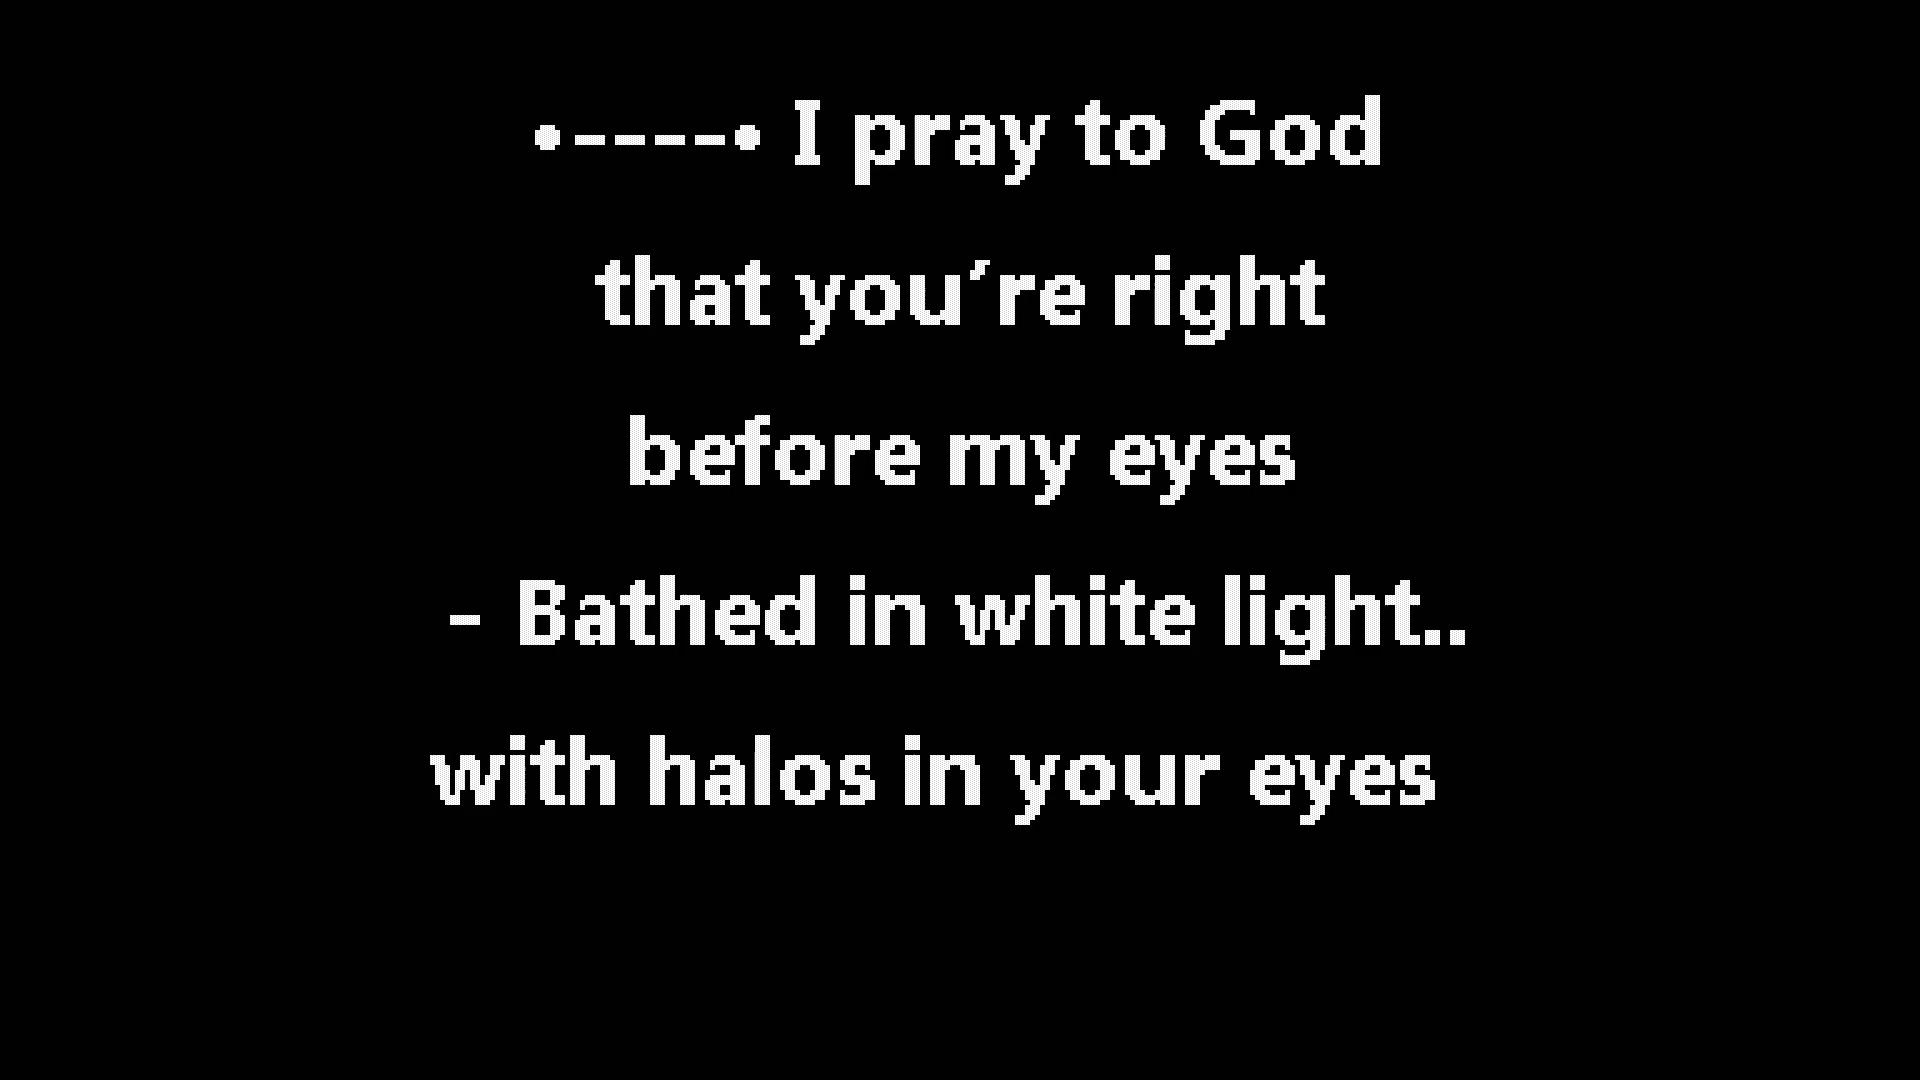 •----• I pray to God
that you’re right
before my eyes
- Bathed in white light..
with halos in your eyes